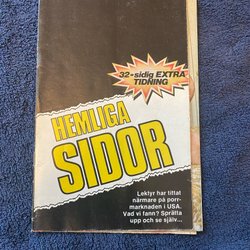 32-sidig EXTRA
TIDNING
HEMLIGA
SIDOR
Lektyr har tittat
närmare på porr-
marknaden i USA.
Vad vi fann? Sprätta
upp och se själv...